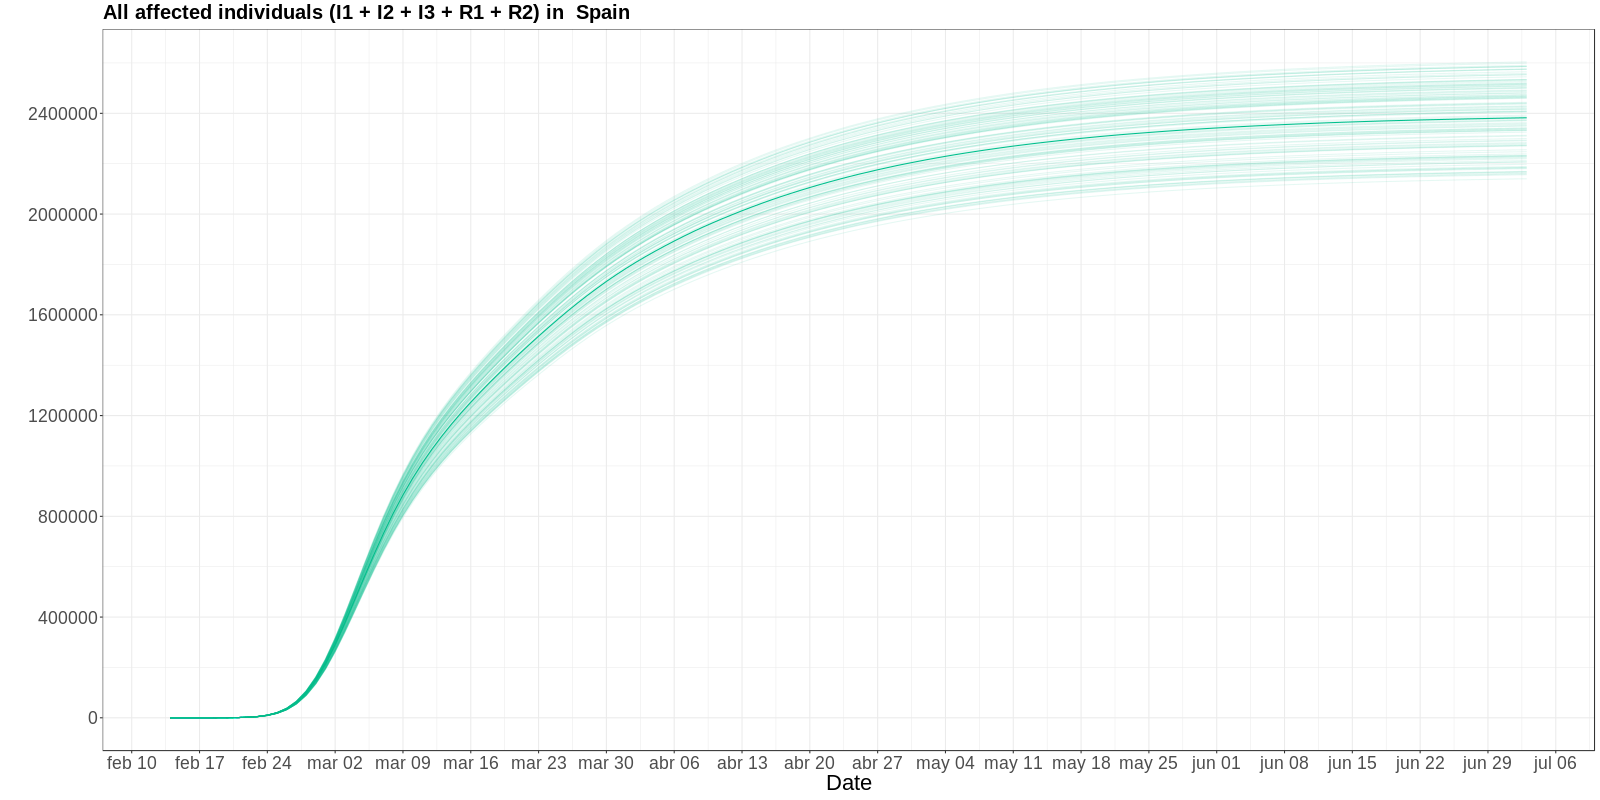 All affected individuals (I1 + I2 + I3 + R1 + R2) in  Spain
2400000
2000000
1600000
1200000
800000
400000
0
feb 10 feb 17 feb 24 mar 02 mar 09 mar 16 mar 23 mar 30 abr 06 abr 13 abr 20 abr 27 may 04 may 11 may 18 may 25 jun 01 jun 08 jun 15 jun 22 jun 29 jul 06
Date